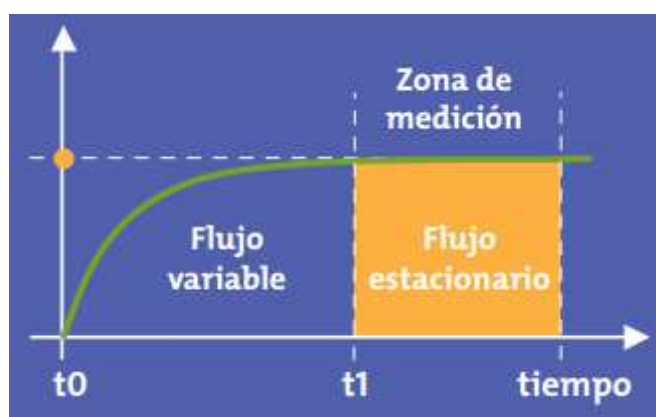 Zona de
medición
Flujo
variable
Flujo
estacionario
t0
t1
tiempo